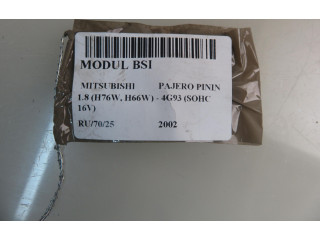 MODUL BSI
MITSUBISHI PAJERO PININ
1.8 (H76W, H66W) - 4G93 (SOHC
16V)
RU/70/25 2002